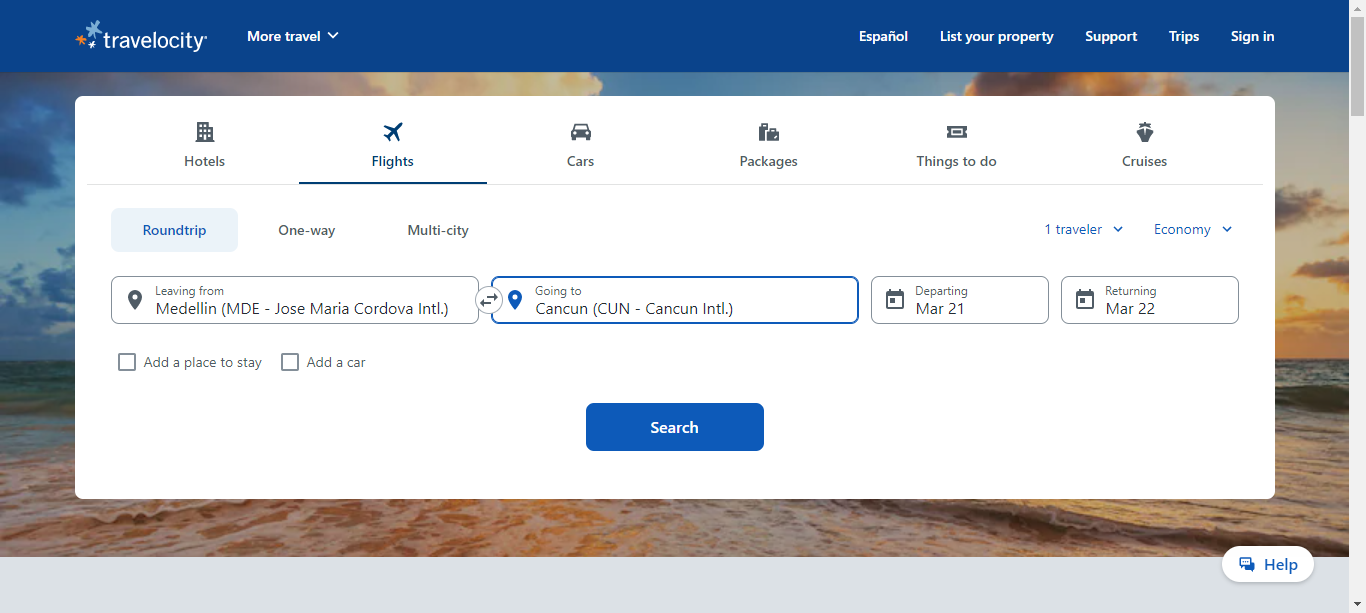 travelocity
More travel
Español
List your property
Support
Trips
Sign in
Hotels
Flights
Cars
Packages
Things to do
Cruises
Roundtrip
One-way
Multi-city
1 traveler
Economy
Leaving from
Medellin (MDE - Jose Maria Cordova Intl.)
Going to
Cancun (CUN - Cancun Intl.)
Departing
Mar 21
Returning
Mar 22
Add a place to stay
Add a car
Search
Help